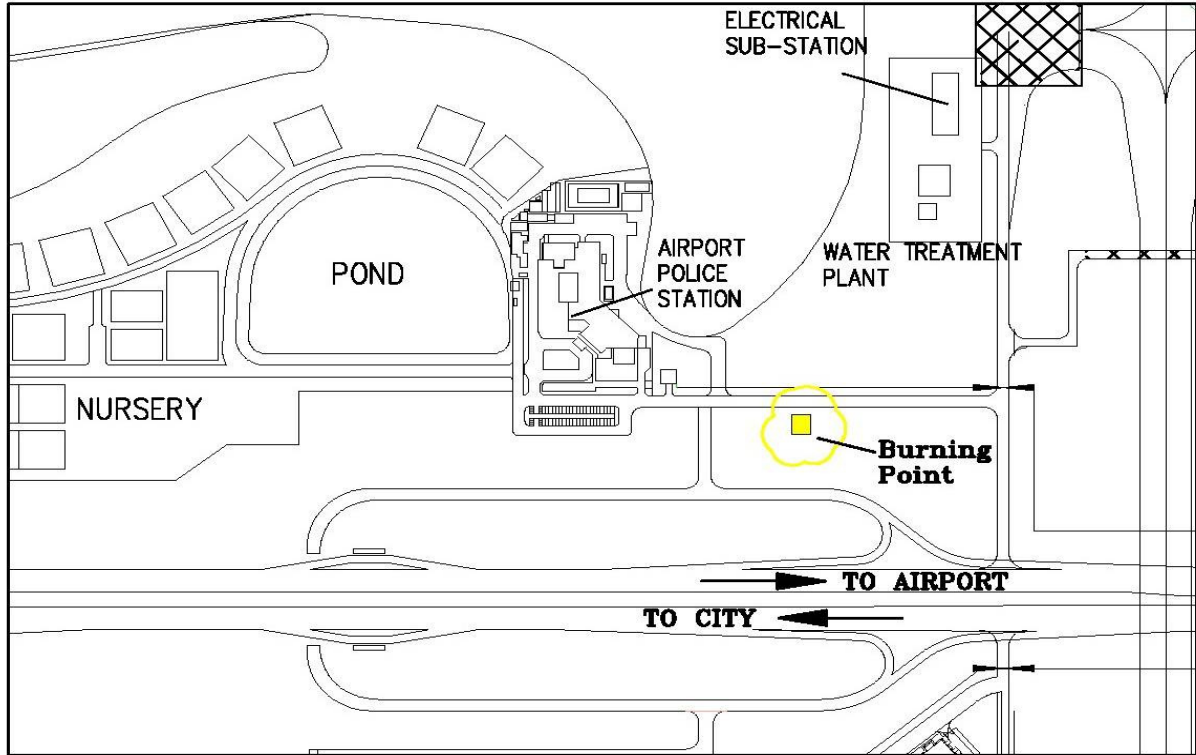 ELECTRICAL
SUB-STATION
POND
AIRPORT
POLICE
STATION
WATER TREATMENT
PLANT
NURSERY
Burning
Point
TO AIRPORT
TO CITY